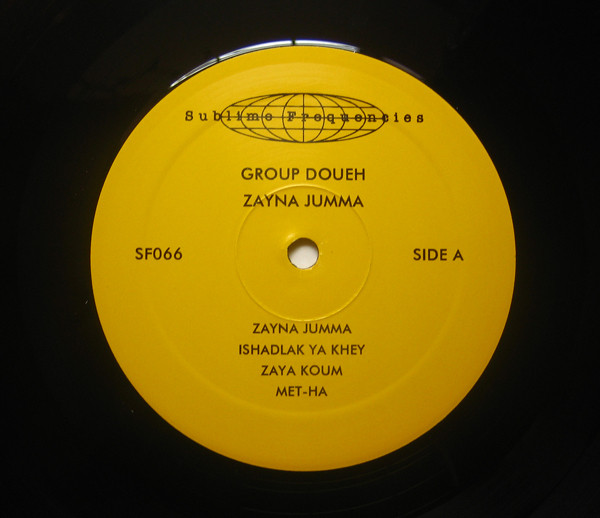 Sublime Frequencies
GROUP DOUEH
ZAYNA JUMMA
SF066
SIDE A
ZAYNA JUMMA
ISHADLAK YA KHEY
ZAYA KOUM
MET-HA